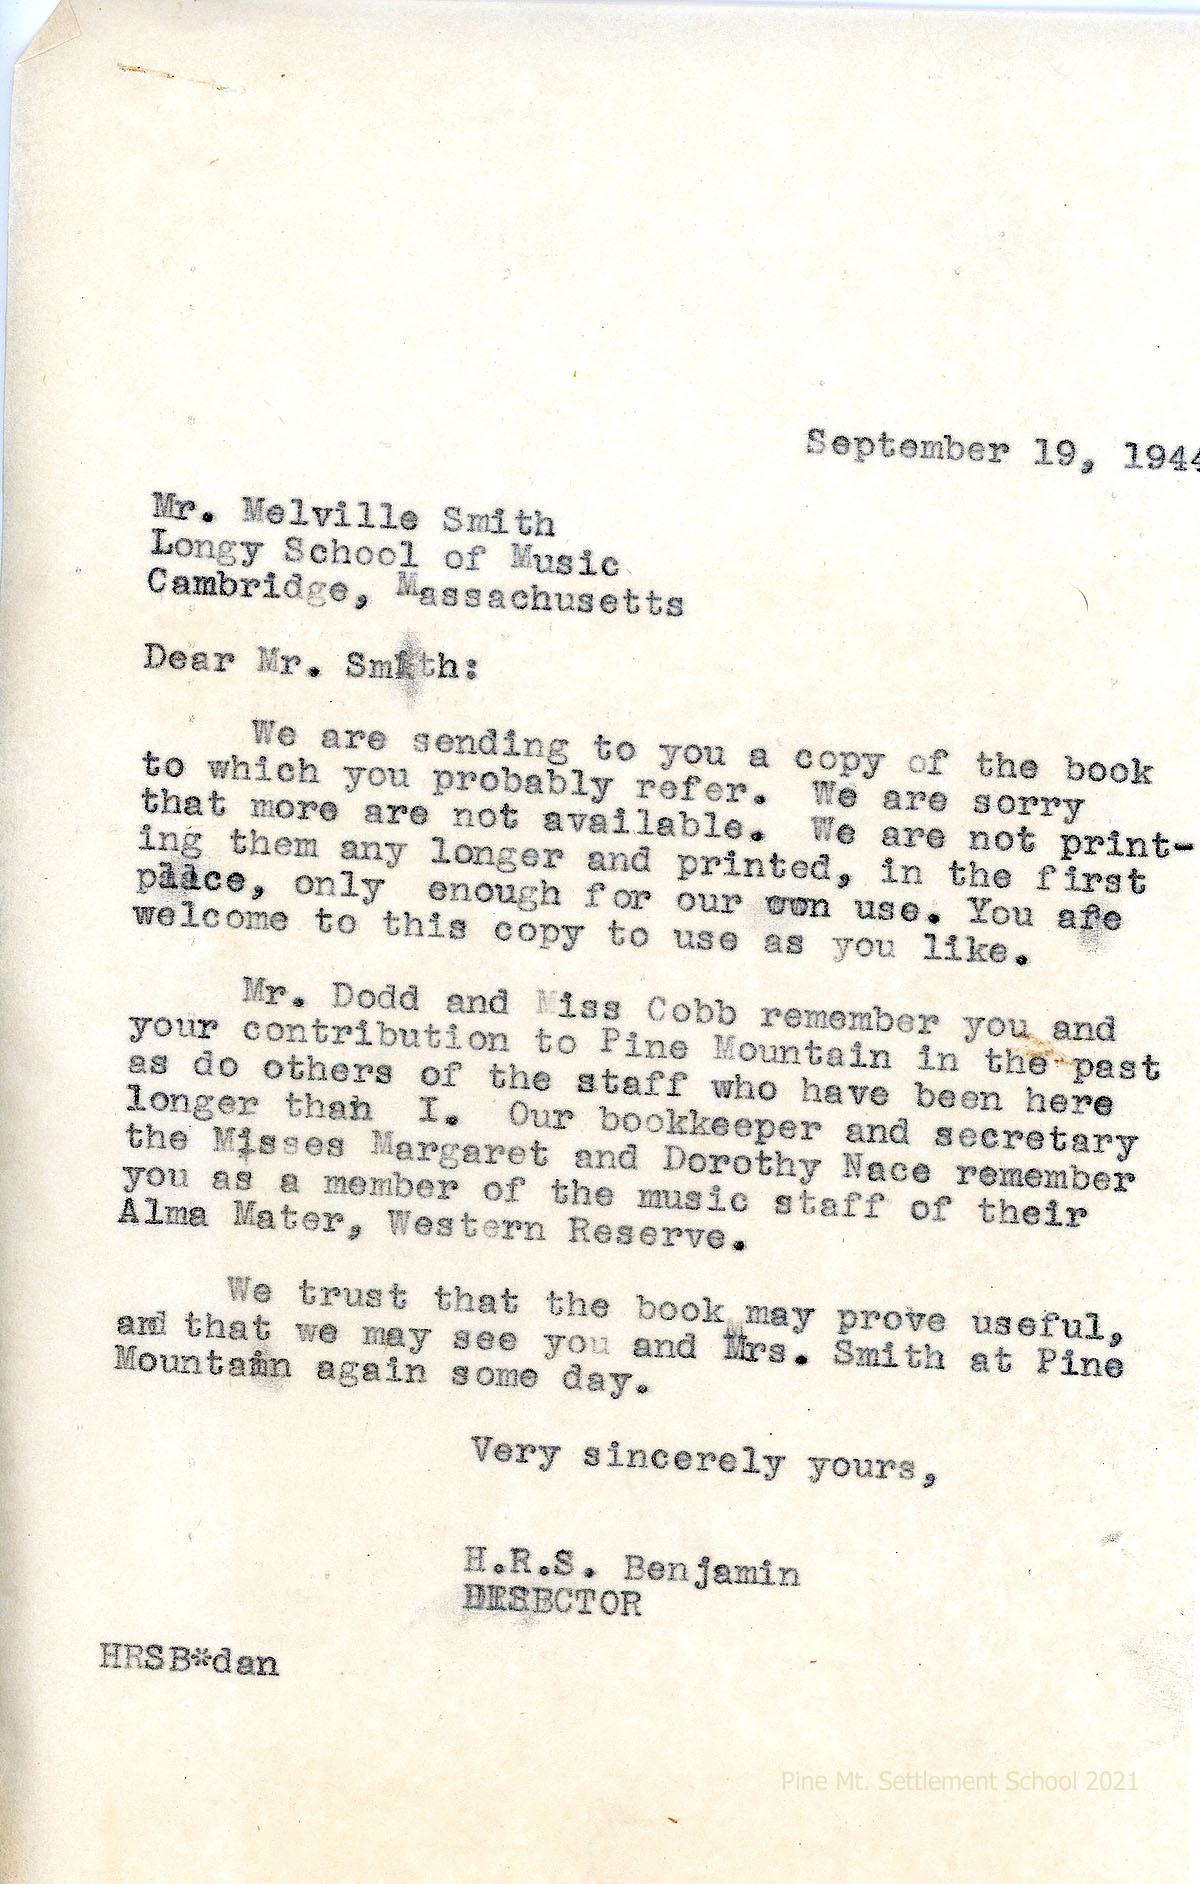 September 19, 1944
Mr. Melville Smith
Longy School of Music
Cambridge, Massachusetts
Dear Mr. Smith:
We are sending to you a copy of the book
to which you probably refer. We are sorry
that more are not available. We are not print-
ing them any longer and printed, in the first
place, only enough for our own use. You are
welcome to this copy to use as you like.
Mr. Dodd and Miss Cobb remember you and
your contribution to Pine Mountain in the past
as do others of the staff who have been here
longer than I. Our bookkeeper and secretary
the Misses Margaret and Dorothy Nace remember
you as a member of the music staff of their
Alma Mater, Western Reserve.
We trust that the book may prove useful,
and that we may see you and Mrs. Smith at Pine
Mountain again some day.
Very sincerely yours,
H.R.S. Benjamin
DIRECTOR
HRSB*dan
Pine Mt. Settlement School 2021